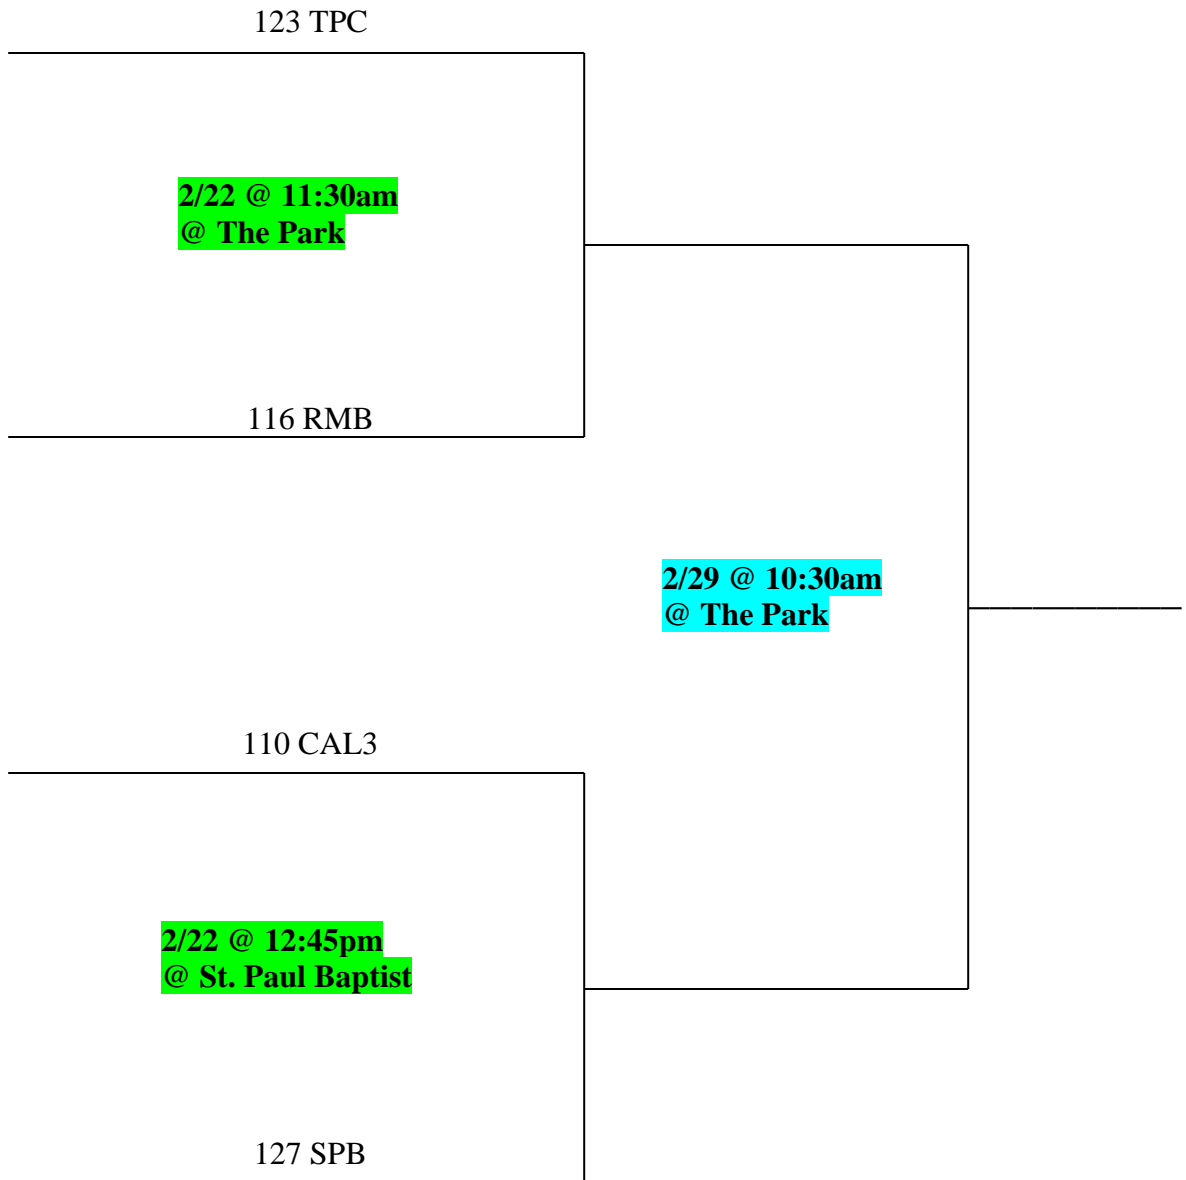 123 TPC
2/22 @ 11:30am
@ The Park
116 RMB
2/29 @ 10:30am
@ The Park
110 CAL3
2/22 @ 12:45pm
@ St. Paul Baptist
127 SPB